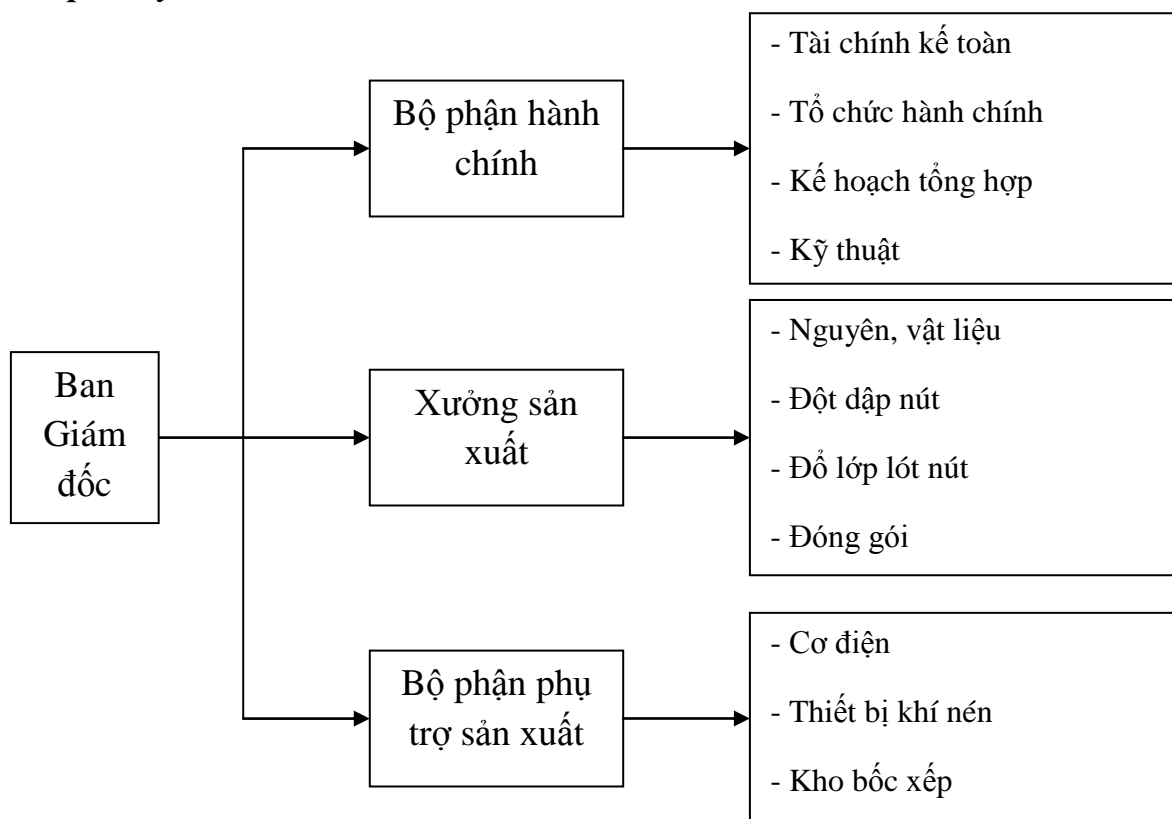 Ban
Giám
đốc
Bộ phận hành
chính
- Tài chính kế toàn
- Tổ chức hành chính
- Kế hoạch tổng hợp
- Kỹ thuật
Xưởng sản
xuất
- Nguyên, vật liệu
- Đột dập nút
- Đổ lớp lót nút
- Đóng gói
Bộ phận phụ
trợ sản xuất
- Cơ điện
- Thiết bị khí nén
- Kho bốc xếp